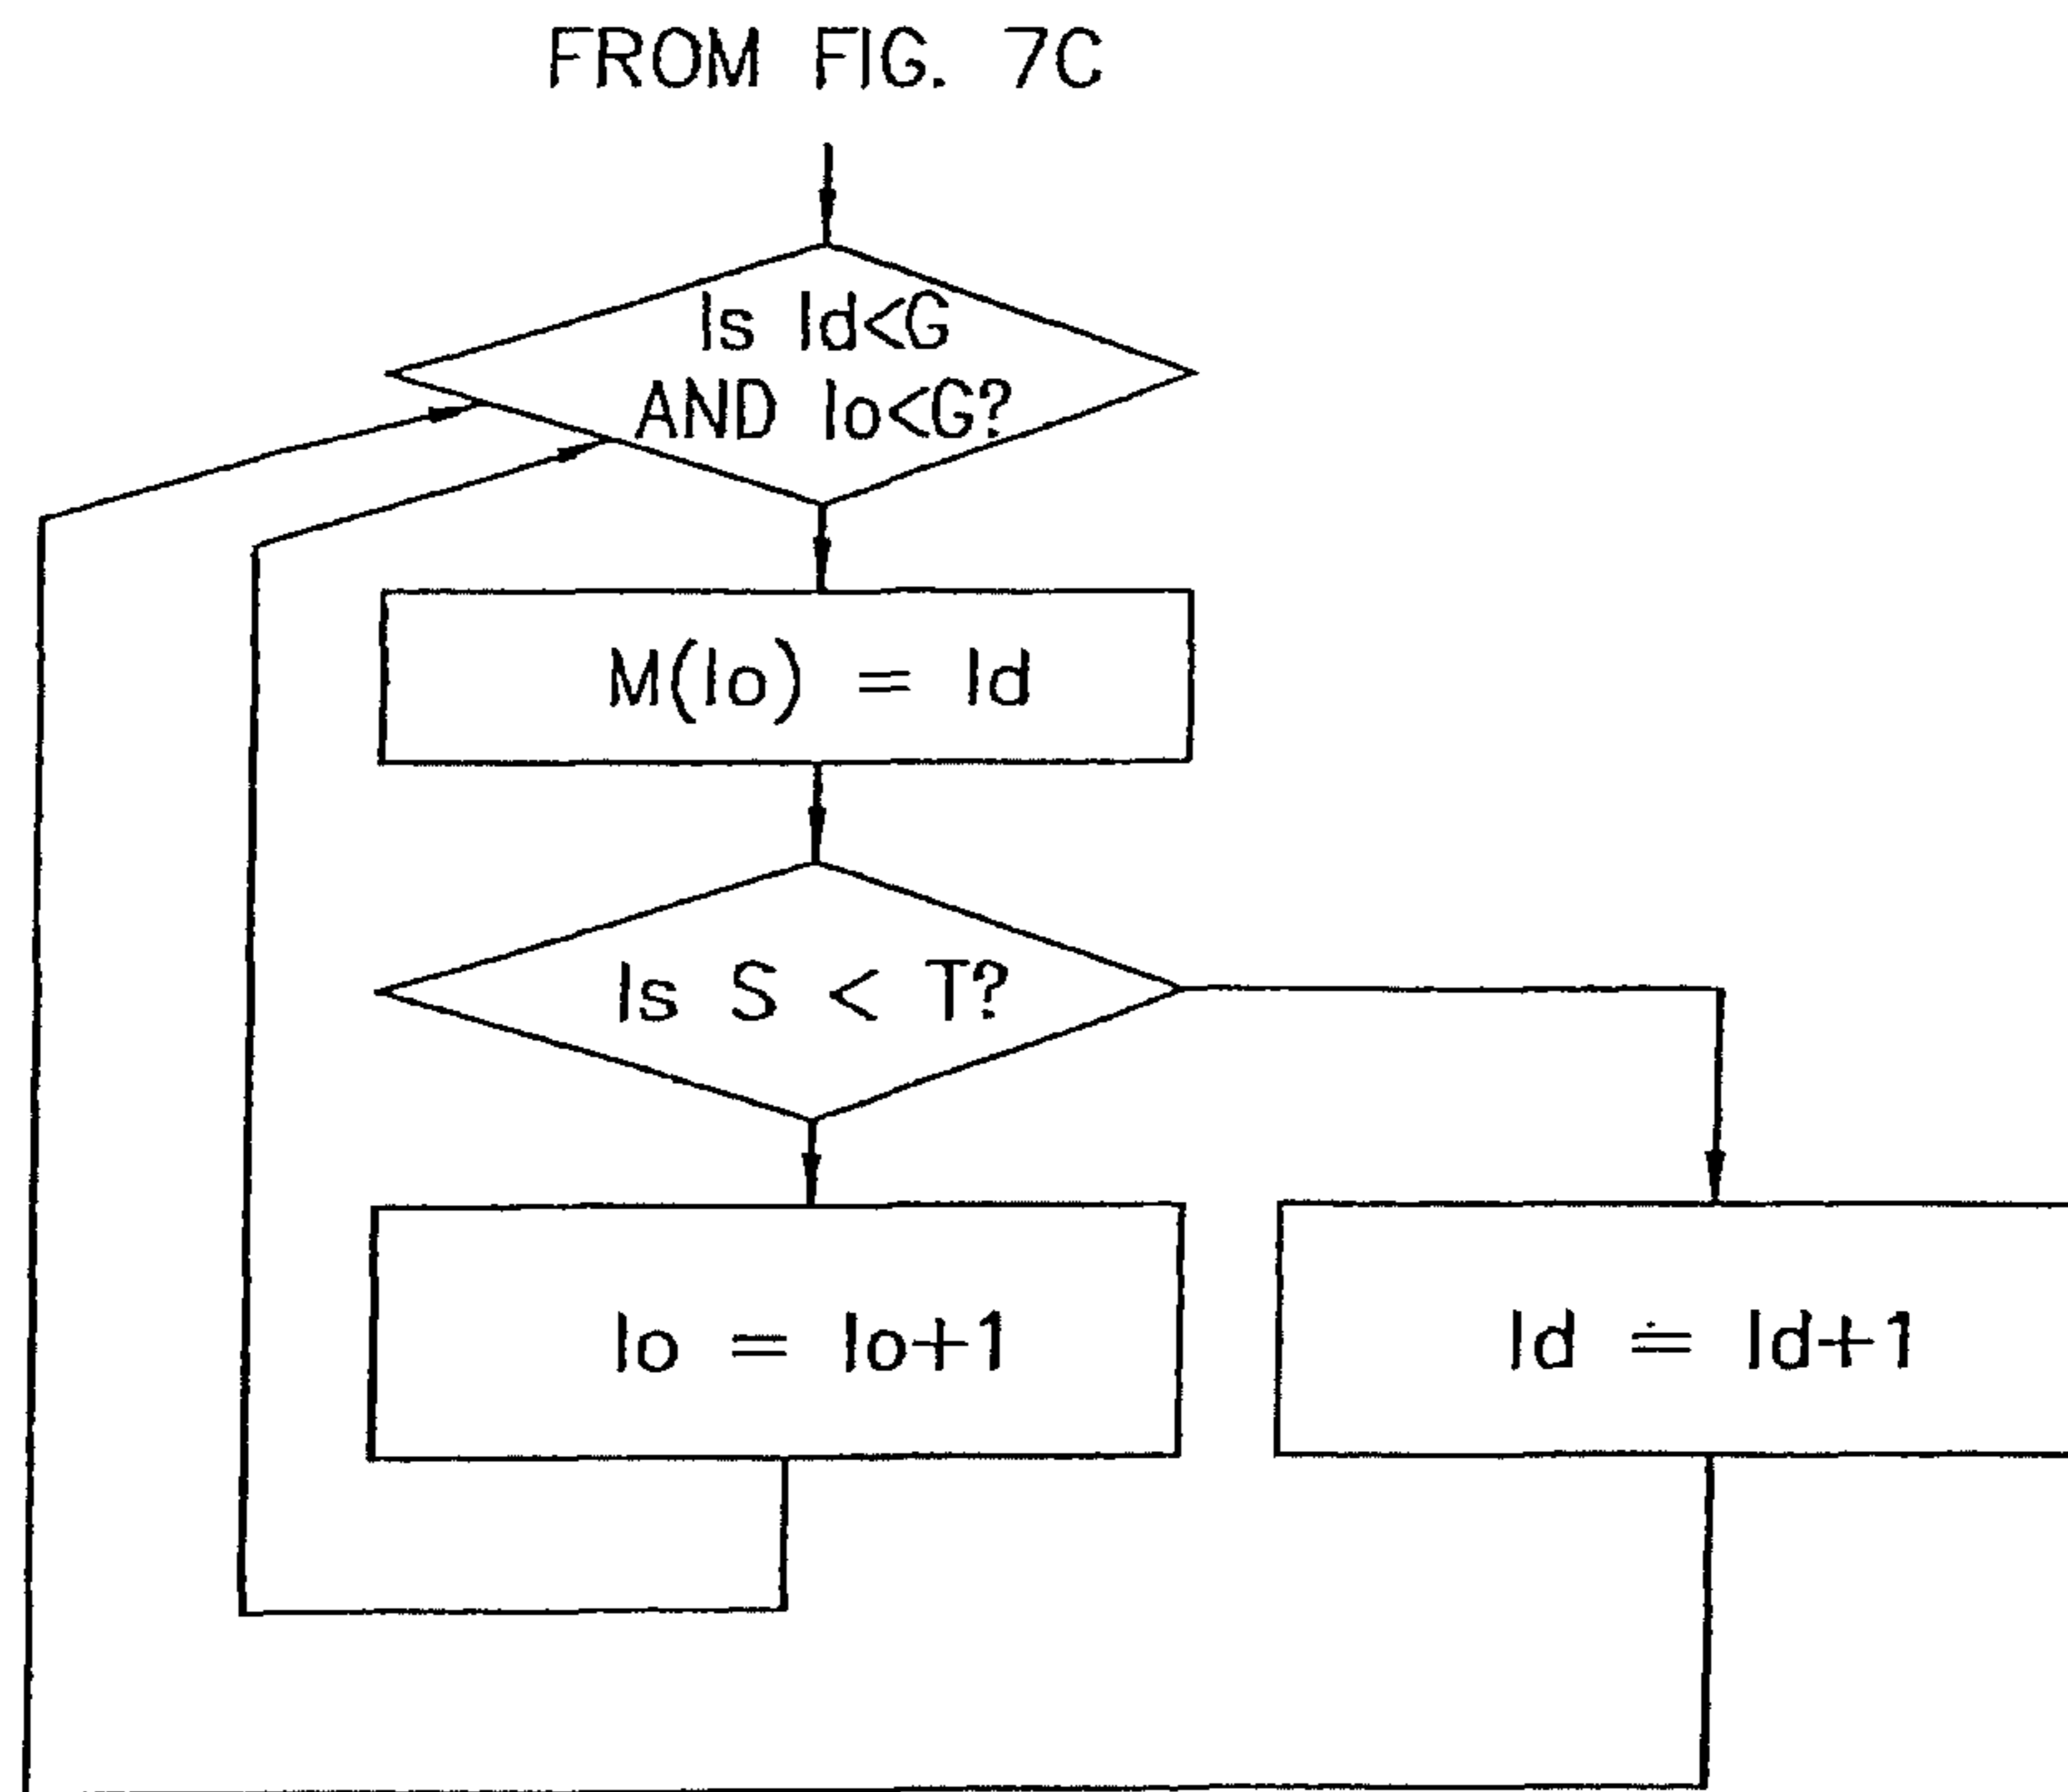 FROM FIG. 7C
Is Id<G
AND Io<G?
M(Io) = Id
Is S < T?
Io = Io+1
Id = Id+1